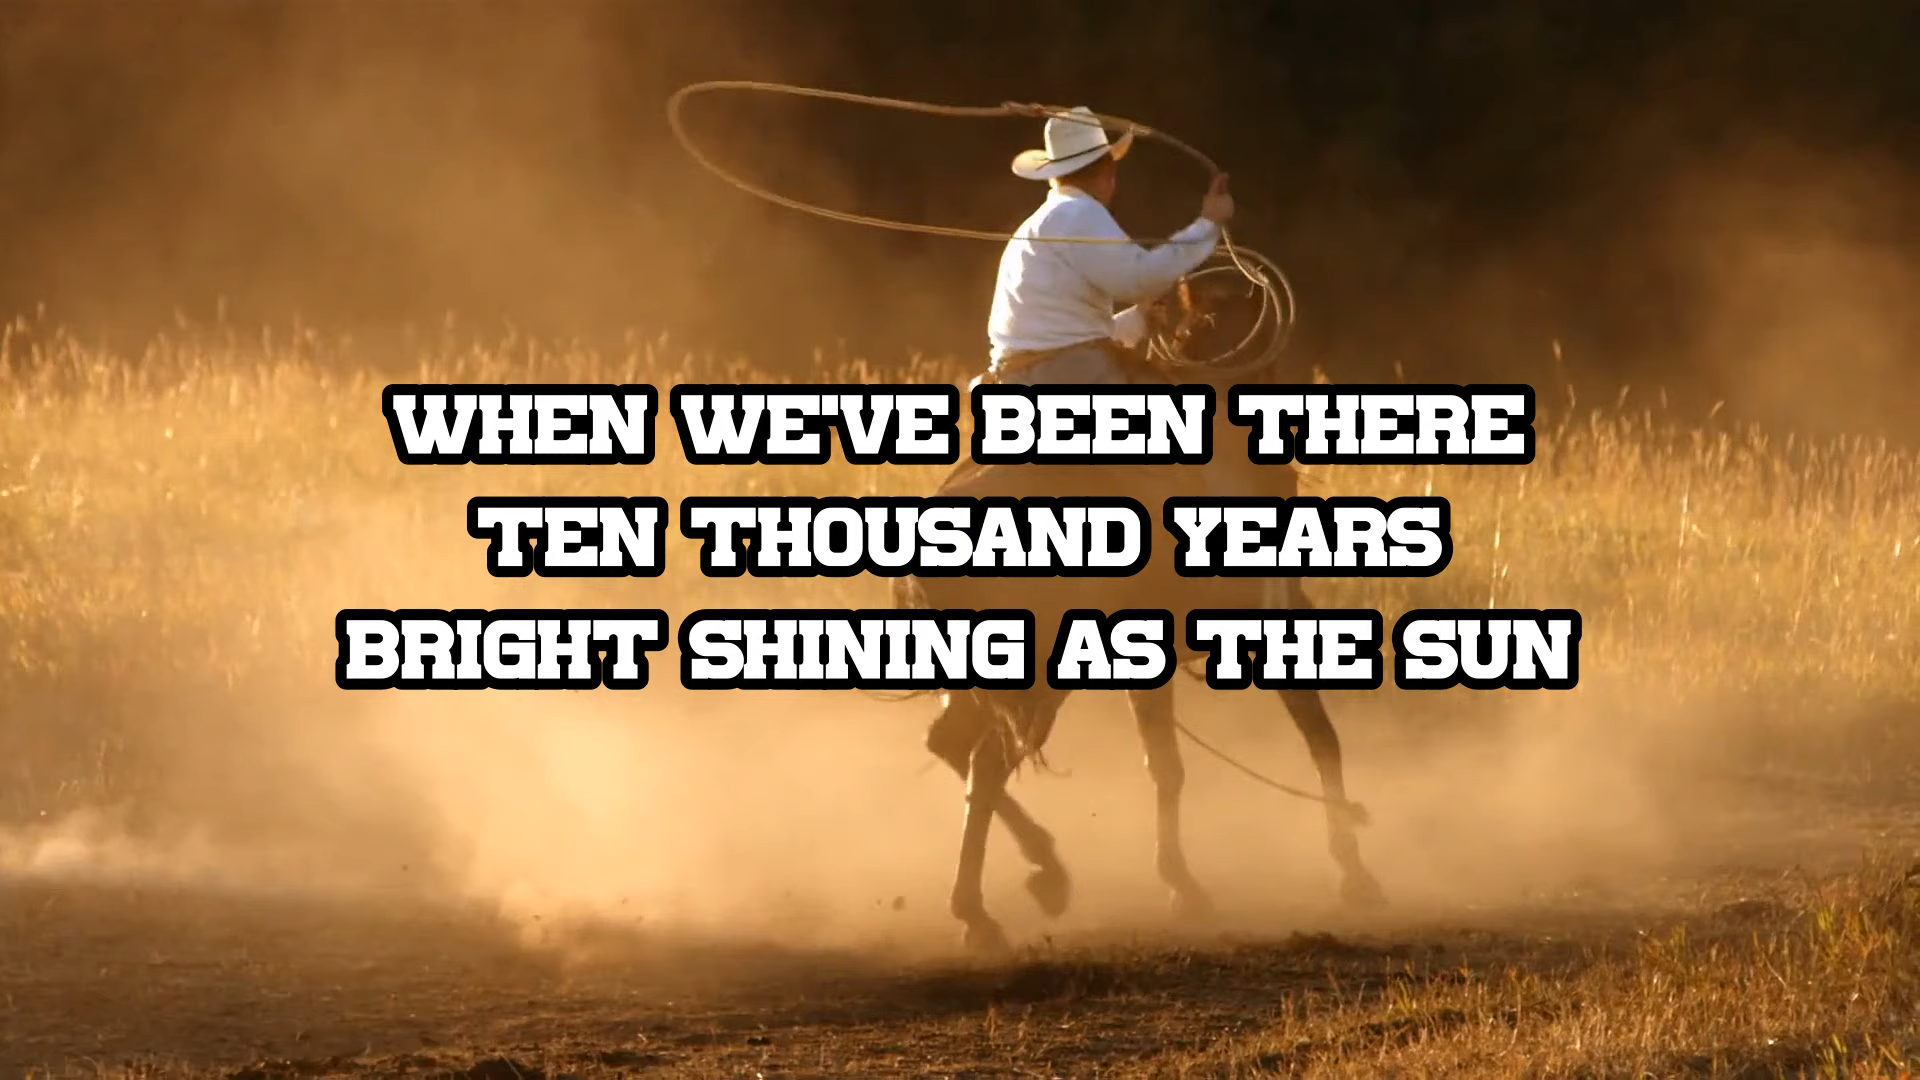 WHEN WE'VE BEEN THERE
TEN THOUSAND YEARS
BRIGHT SHINING AS THE SUN